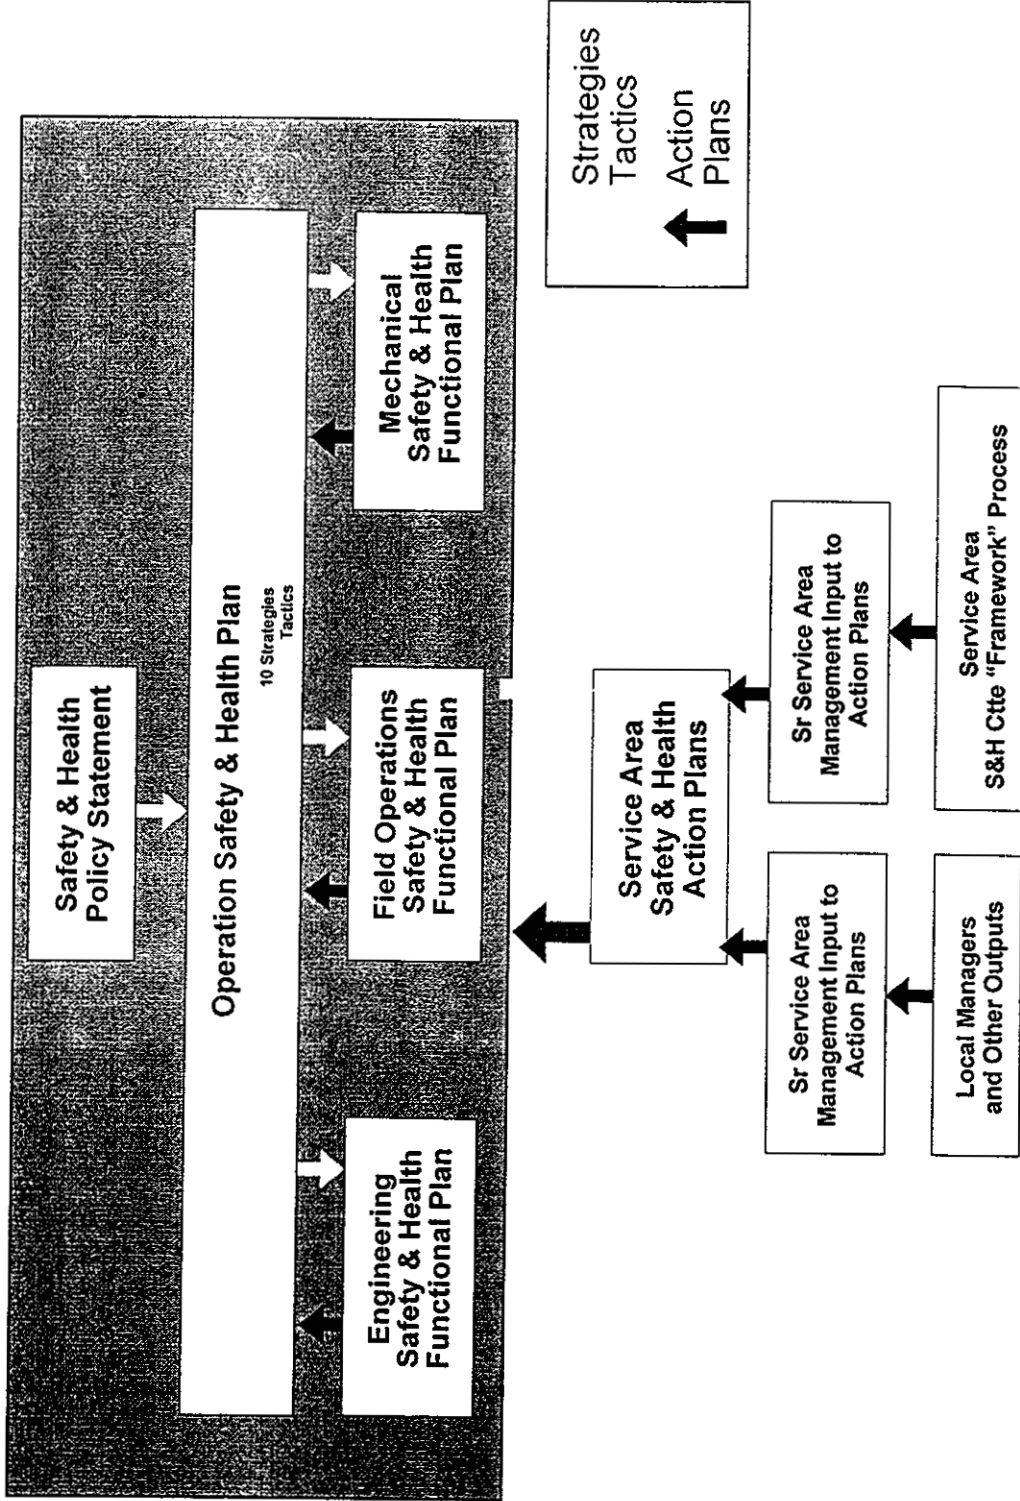 Safety & Health
Policy Statement
Operation Safety & Health Plan
10 Strategies
Tactics
Engineering
Safety & Health
Functional Plan
Field Operations
Safety & Health
Functional Plan
Mechanical
Safety & Health
Functional Plan
Service Area
Safety & Health
Action Plans
Strategies
Tactics
Action
Plans
Sr Service Area
Management Input to
Action Plans
Sr Service Area
Management Input to
Action Plans
Local Managers
and Other Outputs
Service Area
S&H Ctte "Framework" Process